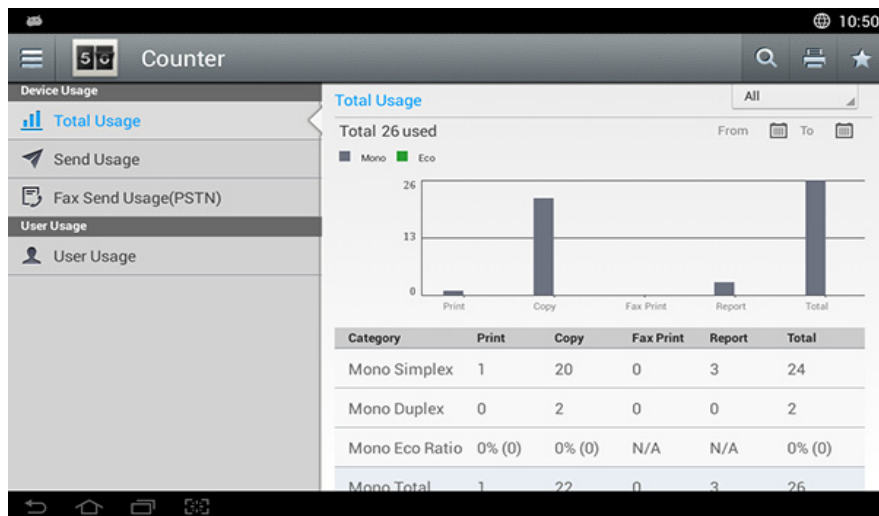 10:50
50 Counter
Device Usage
Total Usage
Send Usage
Fax Send Usage(PSTN)
User Usage
User Usage
Total Usage
All
Total 26 used
From To
Mono Eco
26
13
0
Print Copy Fax Print Report Total
Category Print Copy Fax Print Report Total
Mono Simplex 1 20 0 3 24
Mono Duplex 0 2 0 0 2
Mono Eco Ratio 0% (0) 0% (0) N/A N/A 0% (0)
Mono Total 1 22 0 3 26